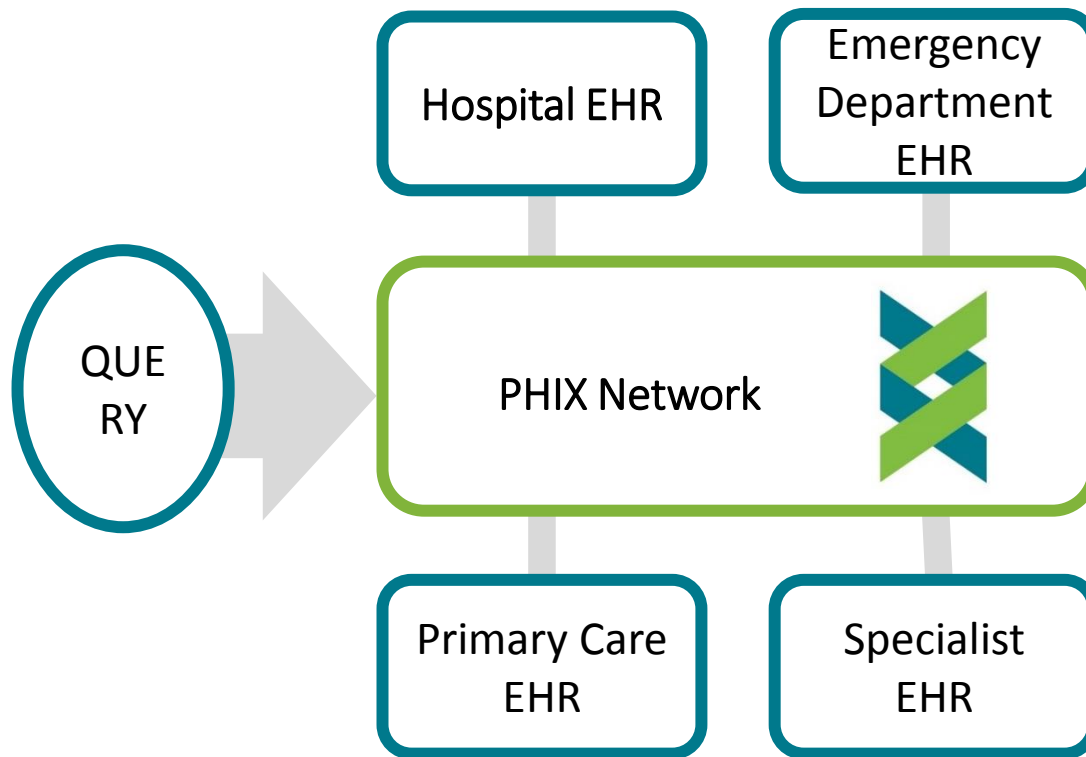 Hospital EHR
Emergency
Department
EHR
QUE
RY
PHIX Network
Primary Care
EHR
Specialist
EHR